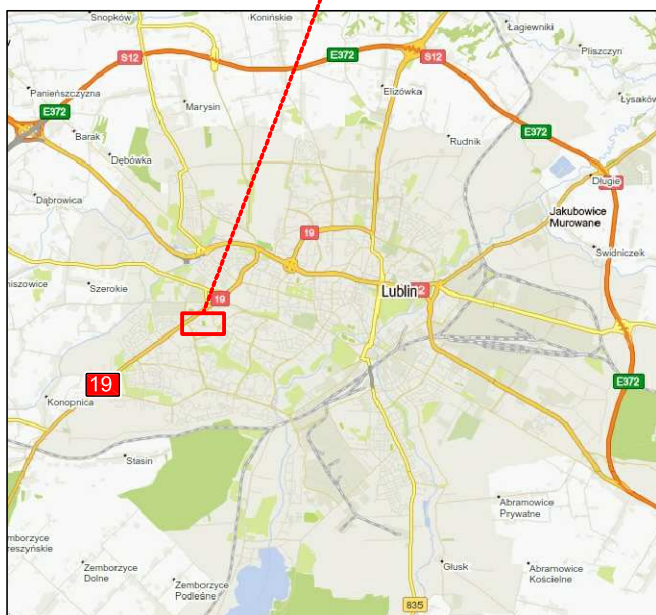 Snopków
Konińskie
Łagiewniki
Pliszczyn
S12
E372
S12
Panieńszczyzna
Elizówka
E372
Marysin
Łysaków
Barak
Rudnik
E372
Dębówka
Długie
Dąbrowica
Jakubowice
Murowane
19
Świdniczek
Szerokie
Lublin
19
E372
19
Konopnica
Stasin
Abramowice
Prywatne
Zemborzyce
Dolne
Głusk
Abramowice
Kościelne
Zemborzyce
Podleśne
835